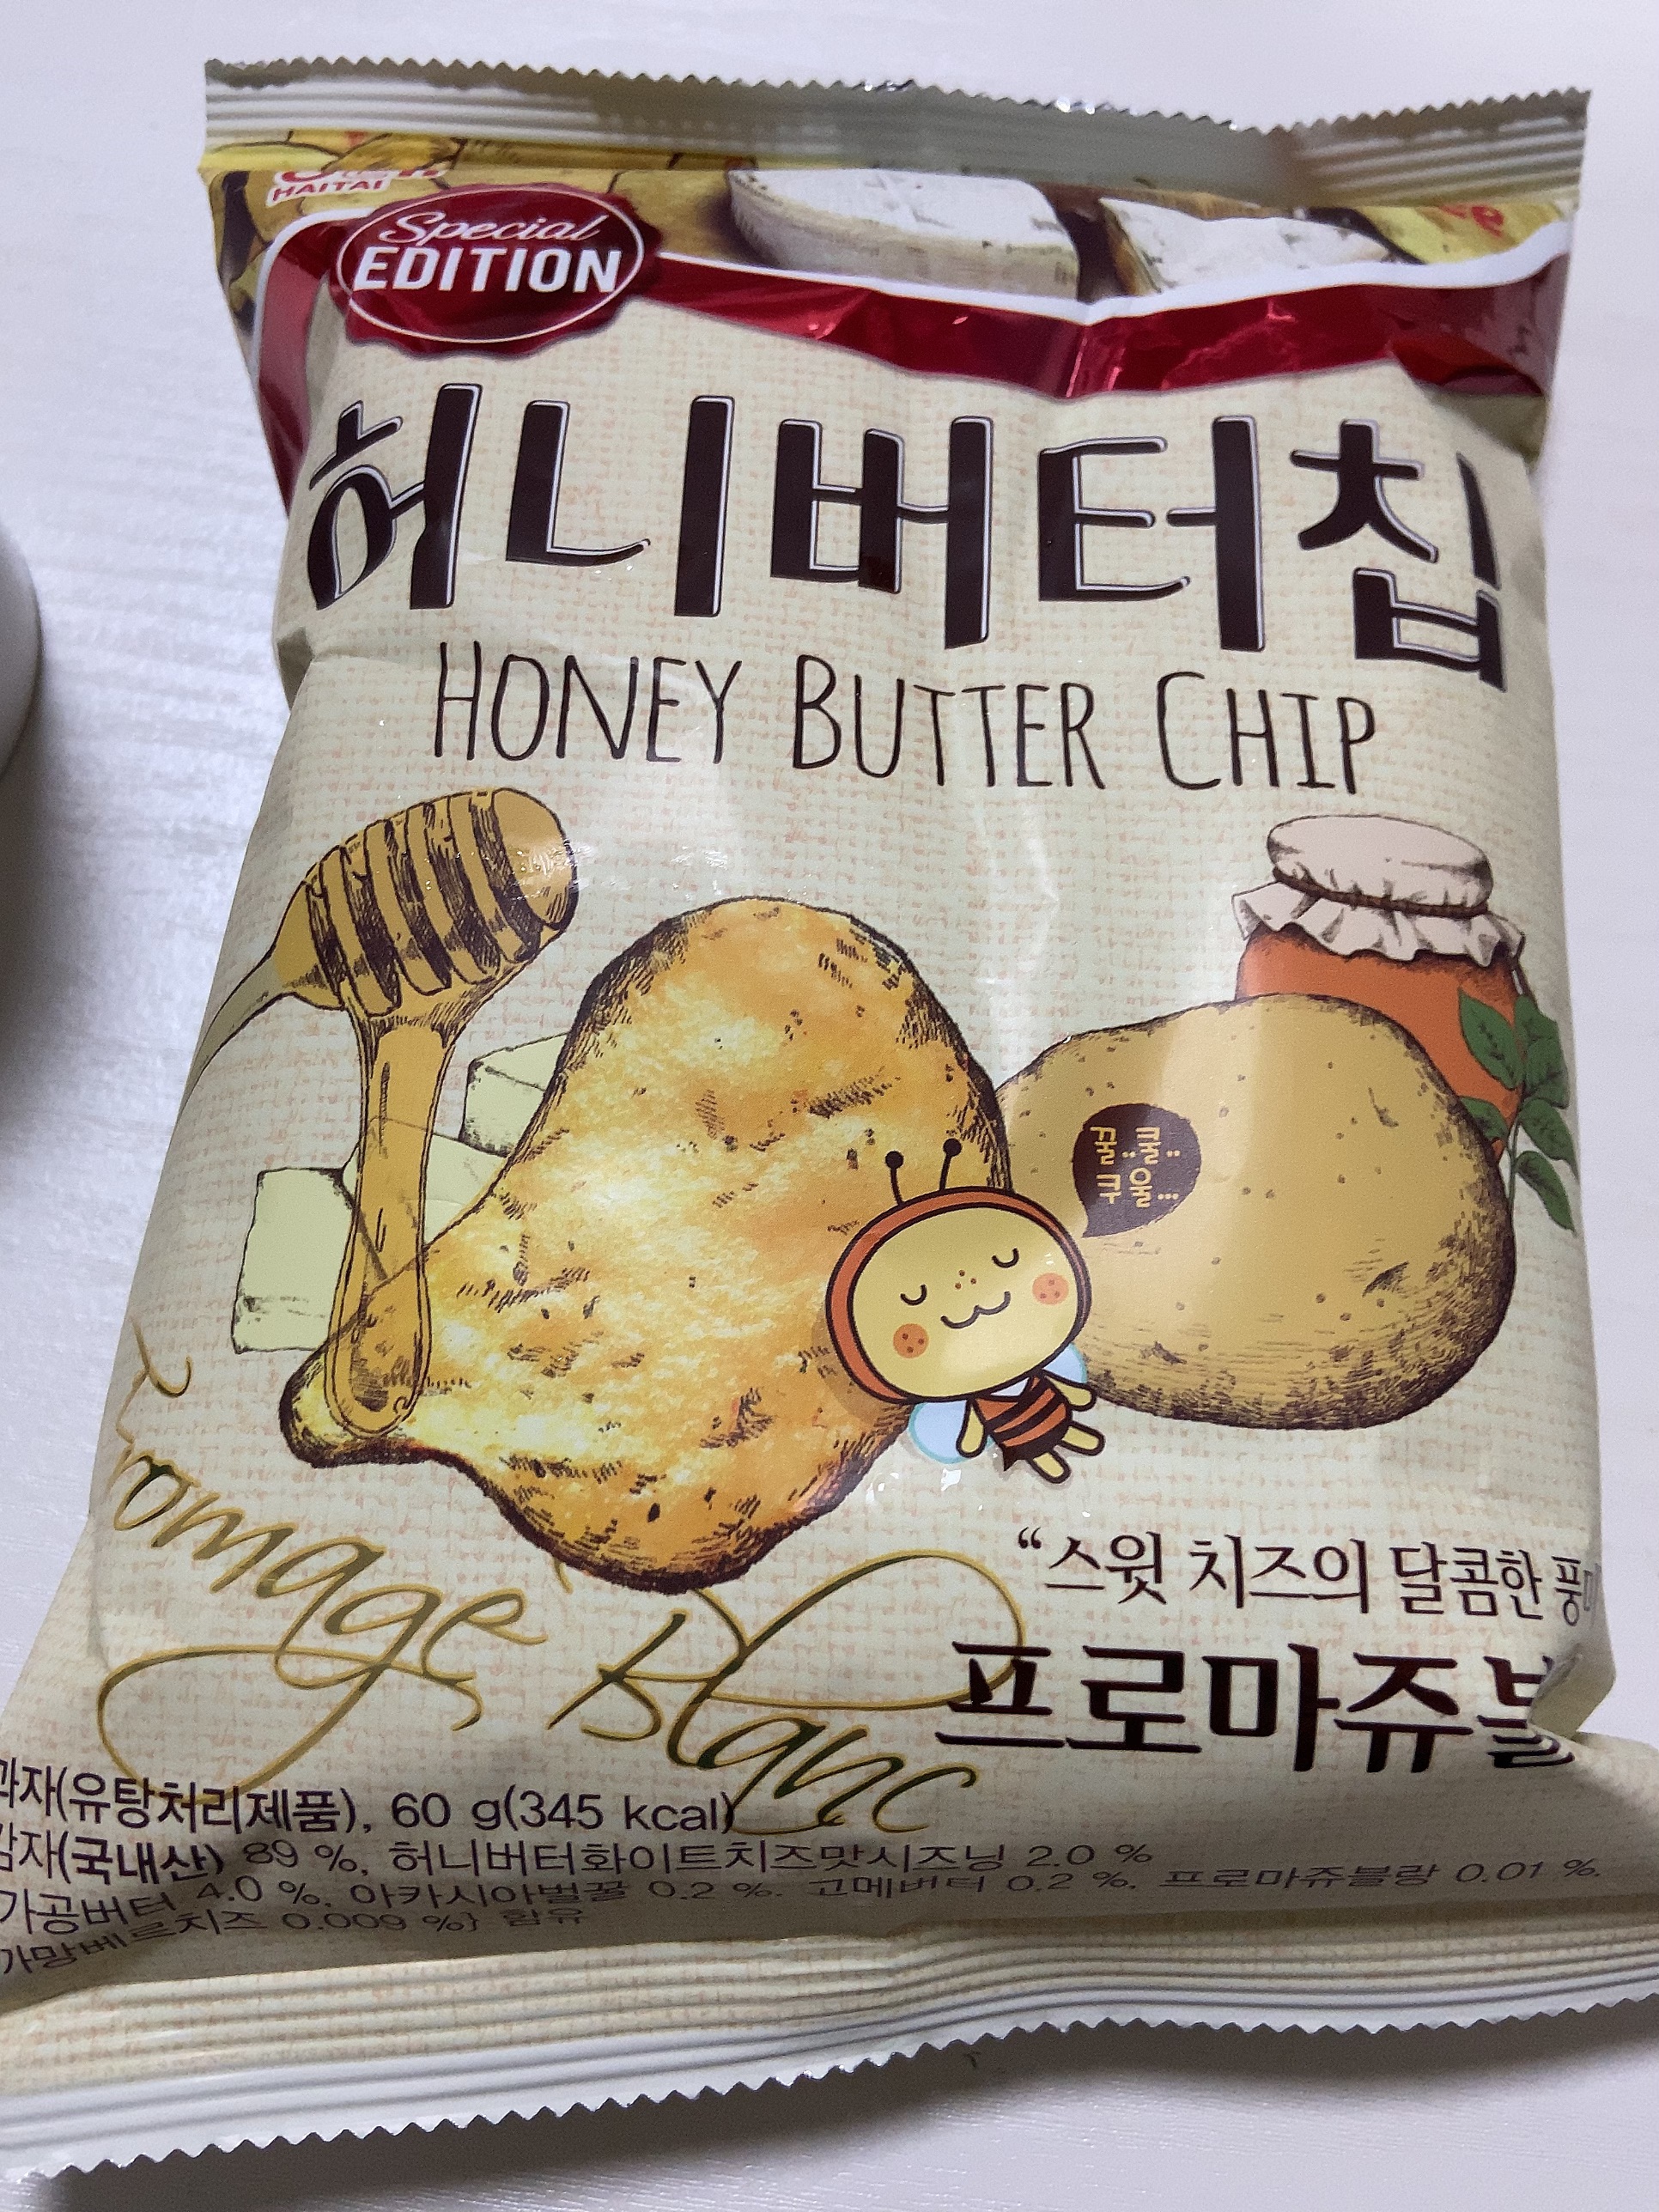 HAITAI
Special
EDITION
허니버터칩
HONEY BUTTER CHIP
“스윗 치즈의 달콤한 풍미
Fromage Blanc
프로마쥬블
과자(유탕처리제품), 60 g(345 kcal)
감자(국내산) 89 %, 허니버터화이트치즈맛시즈닝 2.0 %
가공버터 4.0 %, 아카시아벌꿀 0.2 %, 고메버터 0.2 %, 프로마쥬블랑 0.01 %,
까망베르치즈 0.009 %} 함유